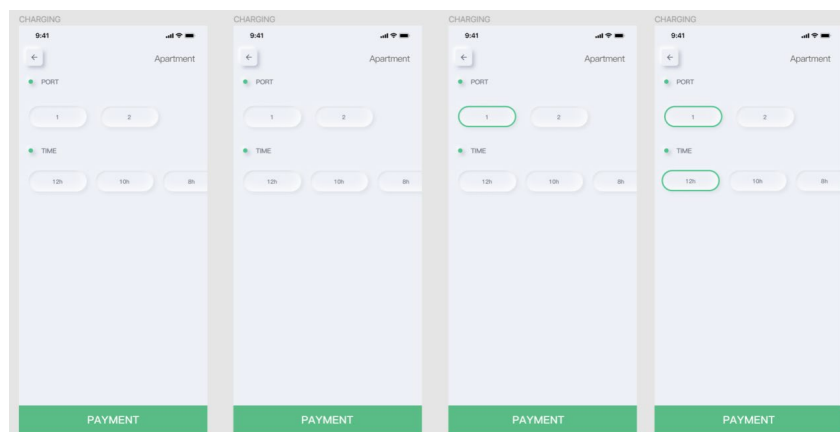 CHARGING
9:41
Apartment
PORT
1 2
TIME
12h 10h 8h
PAYMENT
CHARGING
9:41
Apartment
PORT
1 2
TIME
12h 10h 8h
PAYMENT
CHARGING
9:41
Apartment
PORT
1 2
TIME
12h 10h 8h
PAYMENT
CHARGING
9:41
Apartment
PORT
1 2
TIME
12h 10h 8h
PAYMENT